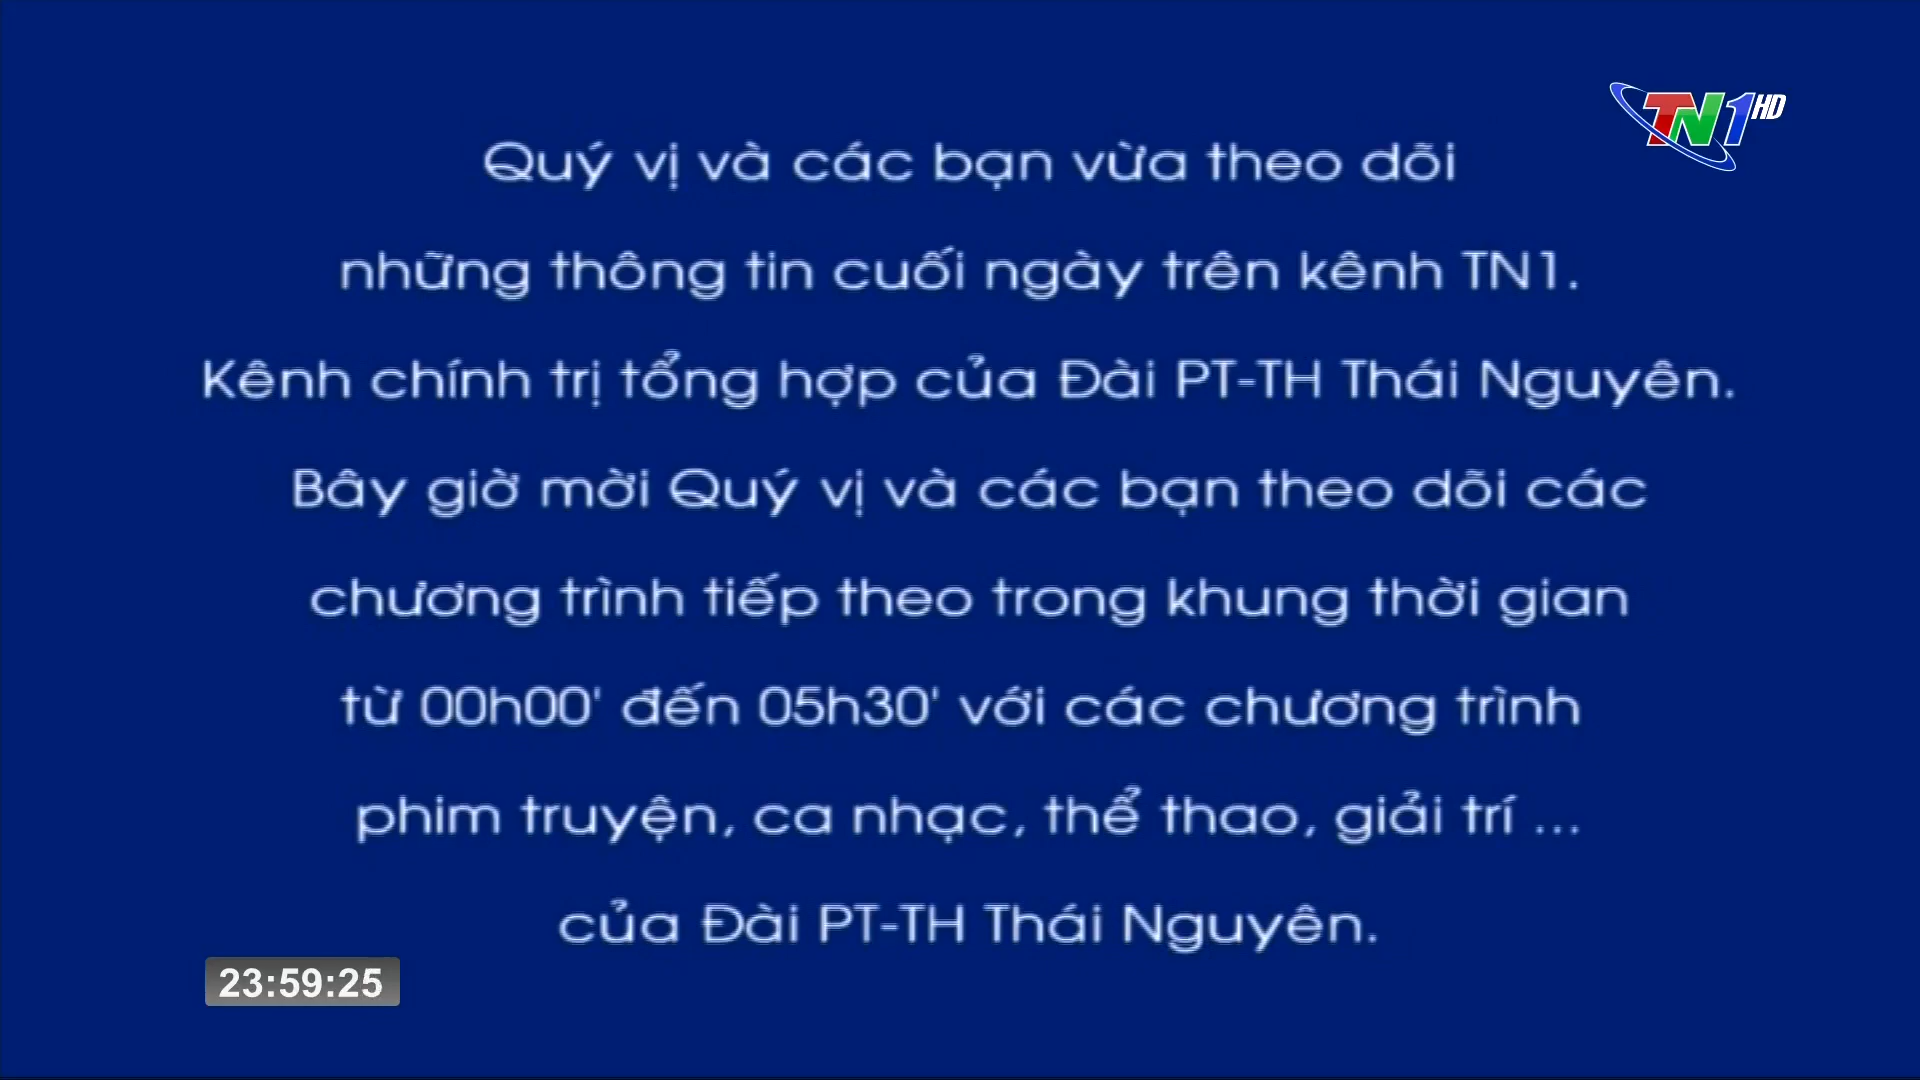 TN1 HD
Quý vị và các bạn vừa theo dõi
những thông tin cuối ngày trên kênh TN1.
Kênh chính trị tổng hợp của Đài PT-TH Thái Nguyên.
Bây giờ mời Quý vị và các bạn theo dõi các
chương trình tiếp theo trong khung thời gian
từ 00h00' đến 05h30' với các chương trình
phim truyện, ca nhạc, thể thao, giải trí ...
của Đài PT-TH Thái Nguyên.
23:59:25